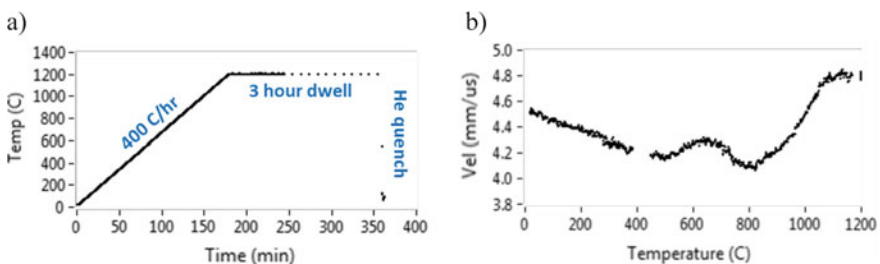 a)
1400
1200
1000
800
600
400
200
0
Temp (C)
400 C/hr
3 hour dwell
He quench
0 50 100 150 200 250 300 350 400
Time (min)
b)
5.0
4.8
4.6
4.4
4.2
4.0
3.8
Vel (mm/us)
0 200 400 600 800 1000 1200
Temperature (C)